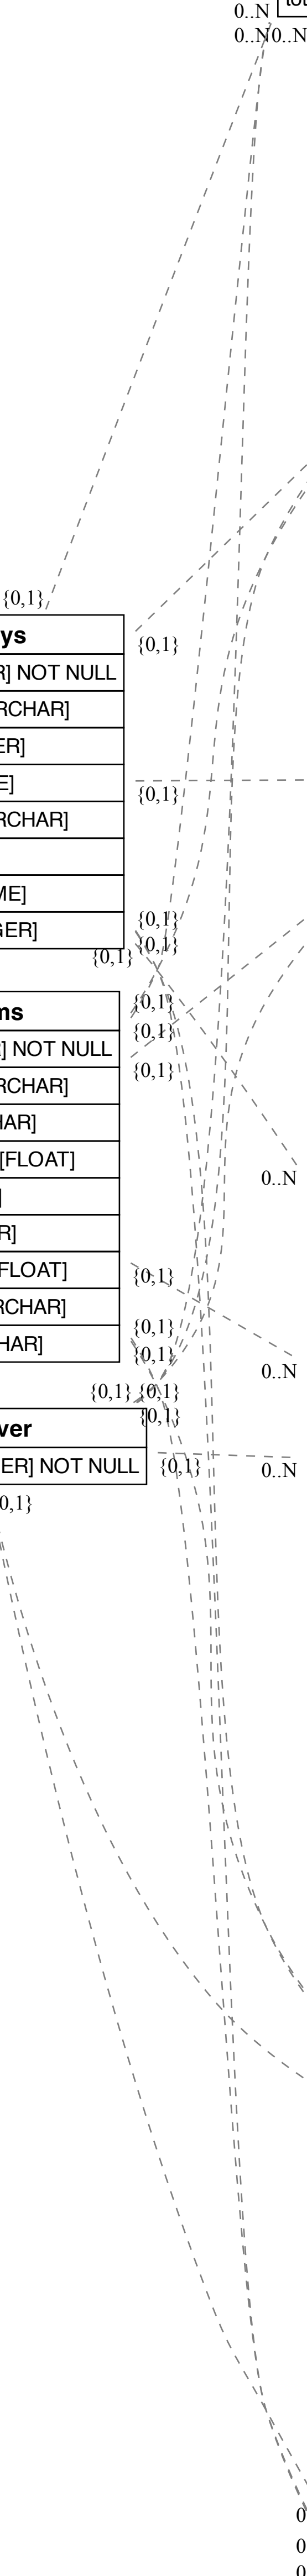 0..N
0..N 0..N
{0,1}
ys
R] NOT NULL
{0,1}
RCHAR]
ER]
E]
{0,1}
RCHAR]
ME]
{0,1}
GER]
{0,1}
{0,1}
ms
{0,1}
{0,1}
] NOT NULL
{0,1}
RCHAR]
HAR]
[FLOAT]
0..N
]
R]
FLOAT]
{0,1}
RCHAR]
{0,1}
HAR]
{0,1}
0..N
{0,1} {0,1}
{0,1}
ver
ER] NOT NULL
{0,1}
0..N
0,1}
0
0